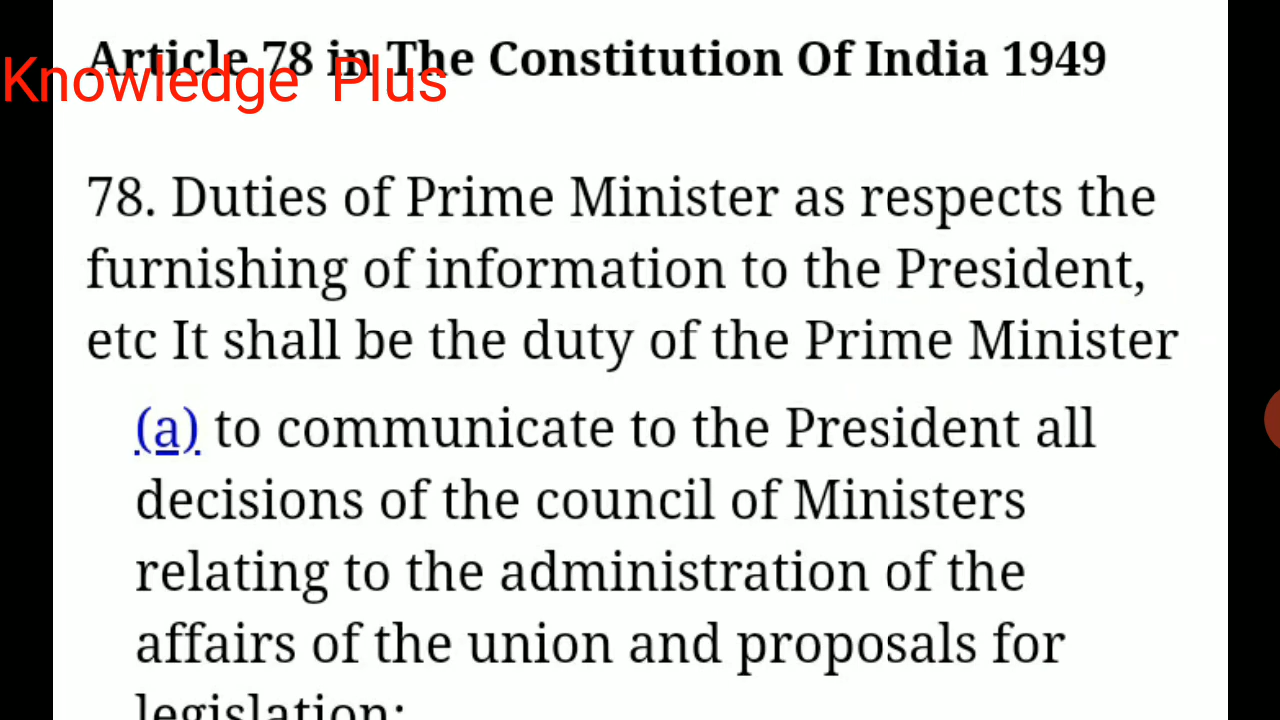 Article 78 in The Constitution Of India 1949
Knowledge Plus
78. Duties of Prime Minister as respects the
furnishing of information to the President,
etc It shall be the duty of the Prime Minister
(a) to communicate to the President all
decisions of the council of Ministers
relating to the administration of the
affairs of the union and proposals for
legislation;